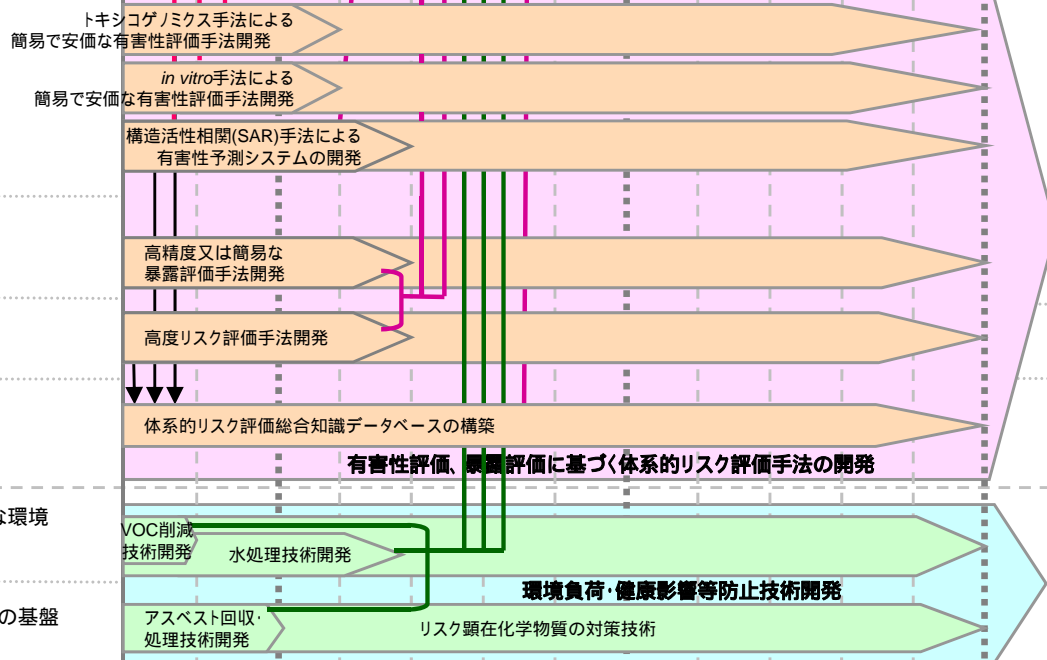 トキシコゲノミクス手法による
簡易で安価な有害性評価手法開発
in vitro手法による
簡易で安価な有害性評価手法開発
構造活性相関(SAR)手法による
有害性予測システムの開発
高精度又は簡易な
暴露評価手法開発
高度リスク評価手法開発
体系的リスク評価総合知識データベースの構築
有害性評価、暴露評価に基づく体系的リスク評価手法の開発
な環境
VOC削減
技術開発
水処理技術開発
環境負荷・健康影響等防止技術開発
の基盤
アスベスト回収・
処理技術開発
リスク顕在化学物質の対策技術